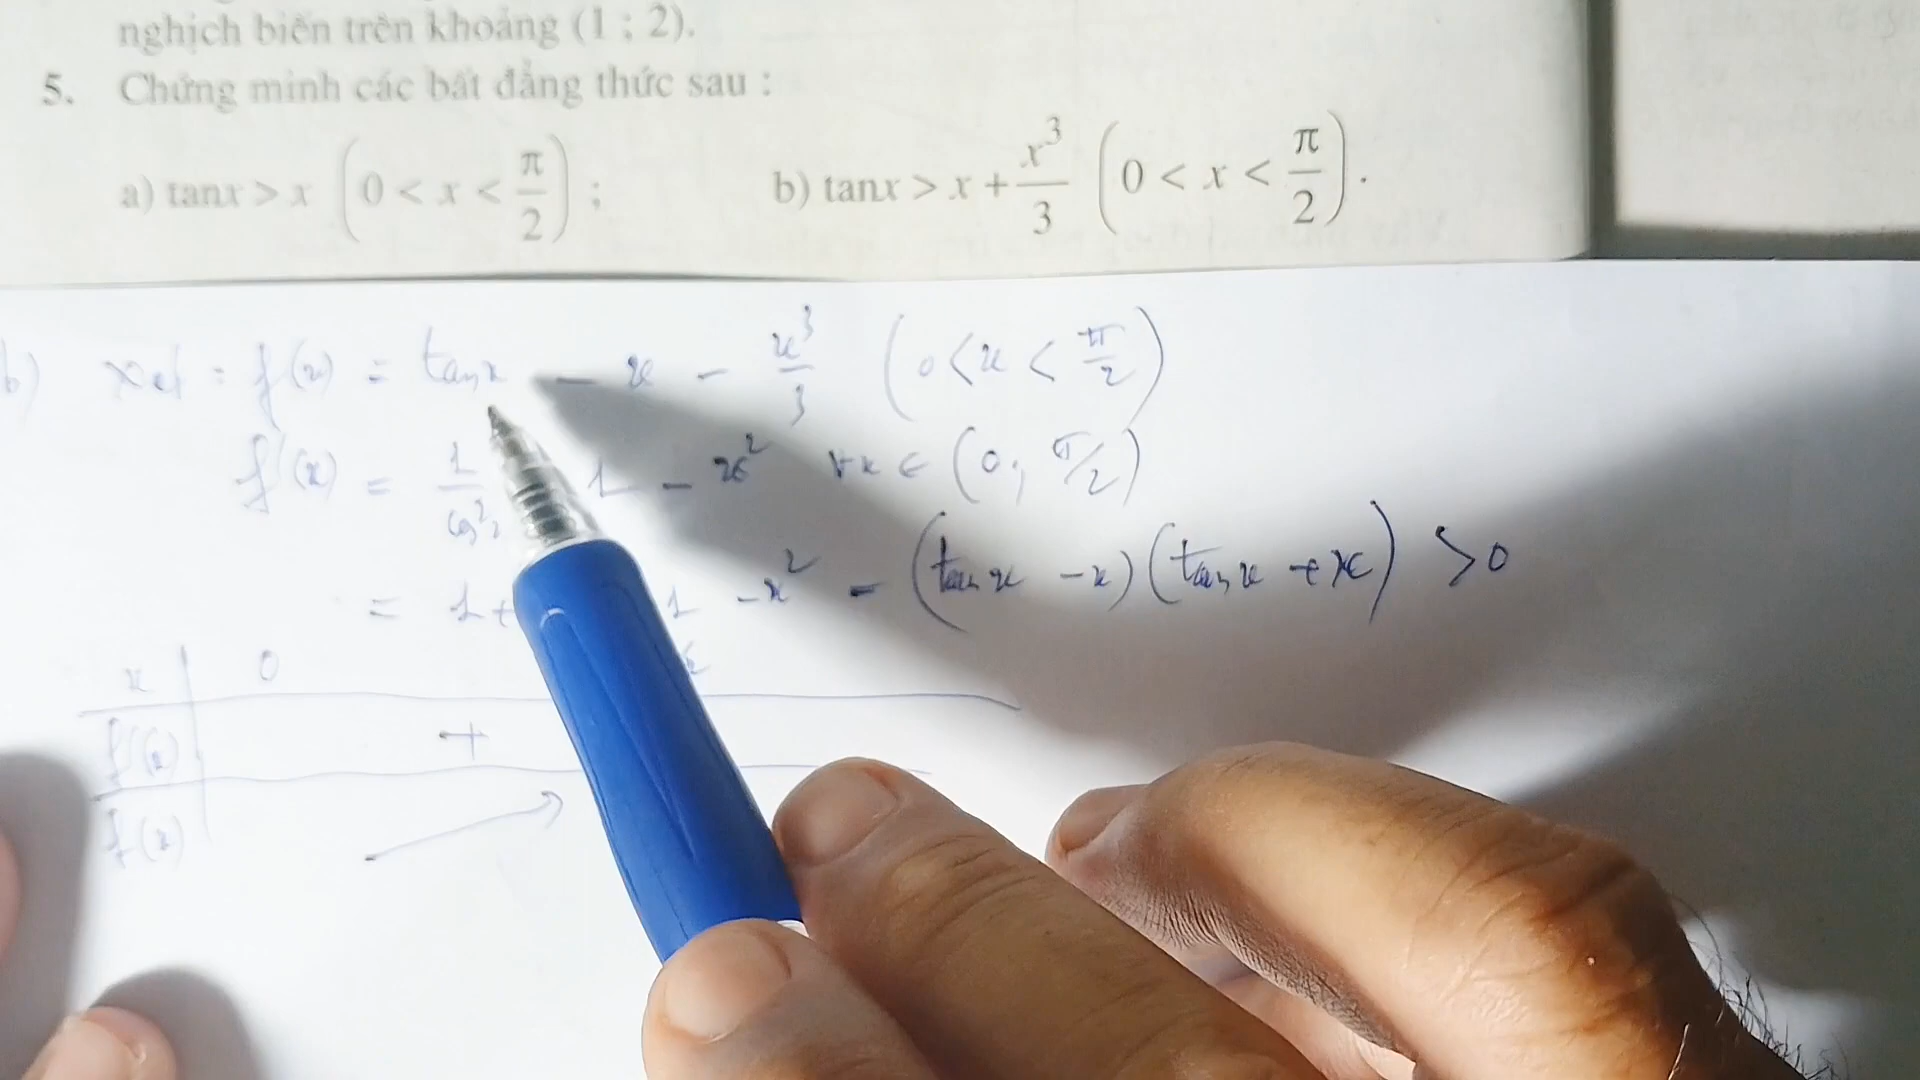 nghịch biến trên khoảng (1 ; 2).
5. Chứng minh các bất đẳng thức sau :
a) tanx > x (0 < x < π/2) ; b) tanx > x + x³/3 (0 < x < π/2).
b) Xét : f(x) = tanx - x - x³/3 (0 < x < π/2)
f'(x) = 1/cos²x 1 - x² ∀x ∈ (0; π/2)
= 1 + 1 - x² = (tanx - x)(tanx + x) > 0
x 0
f'(x) +
f(x)